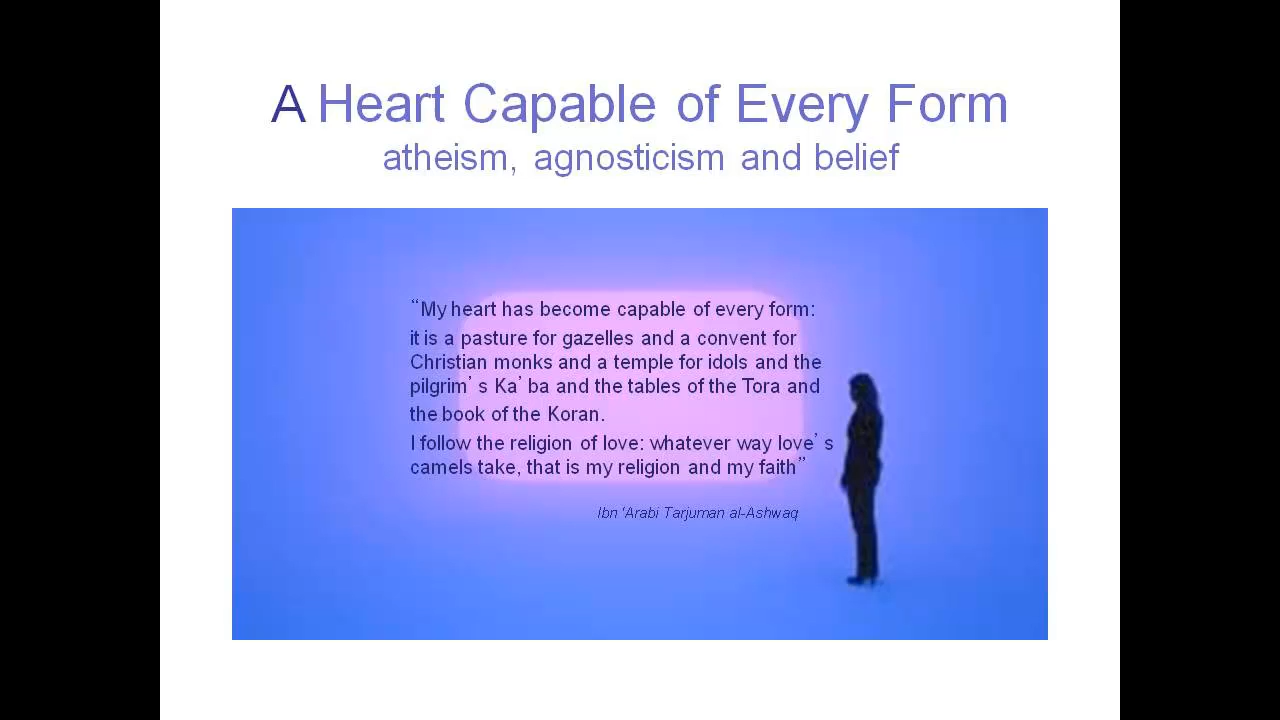 A Heart Capable of Every Form
atheism, agnosticism and belief
“My heart has become capable of every form:
it is a pasture for gazelles and a convent for
Christian monks and a temple for idols and the
pilgrim’s Ka’ba and the tables of the Tora and
the book of the Koran.
I follow the religion of love: whatever way love’s
camels take, that is my religion and my faith”
Ibn ‘Arabi Tarjuman al-Ashwaq